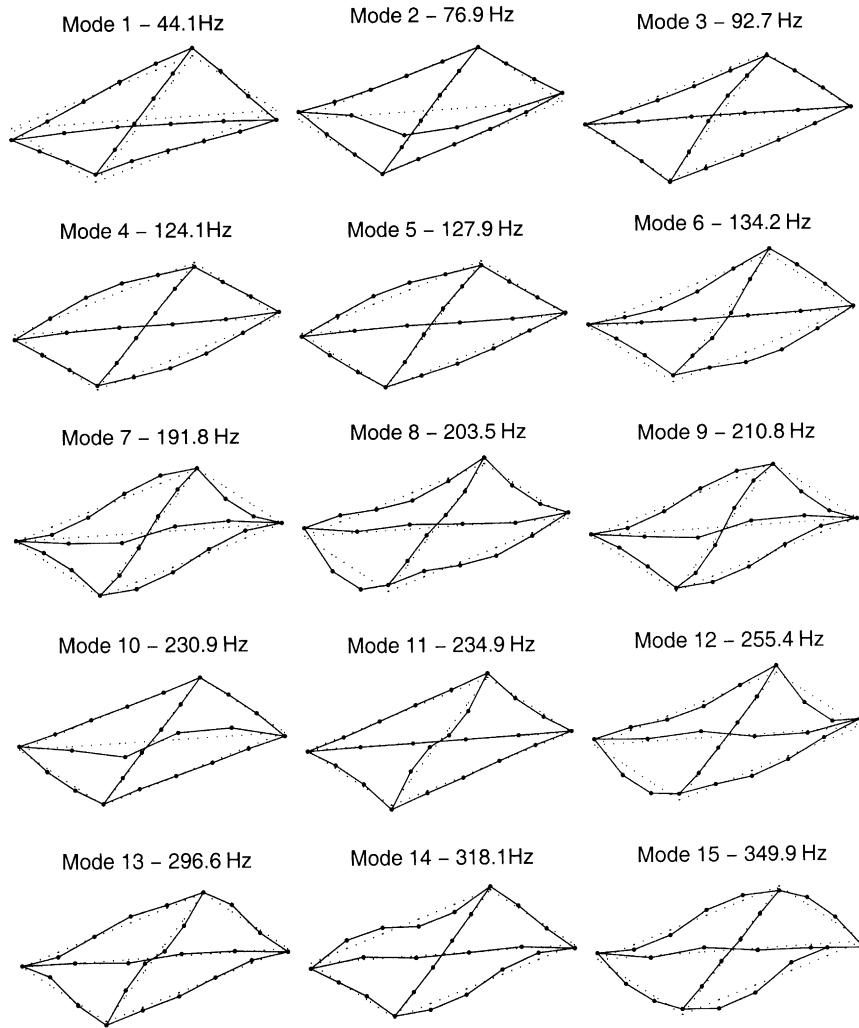 Mode 1 – 44.1Hz
Mode 2 – 76.9 Hz
Mode 3 – 92.7 Hz
Mode 4 – 124.1Hz
Mode 5 – 127.9 Hz
Mode 6 – 134.2 Hz
Mode 7 – 191.8 Hz
Mode 8 – 203.5 Hz
Mode 9 – 210.8 Hz
Mode 10 – 230.9 Hz
Mode 11 – 234.9 Hz
Mode 12 – 255.4 Hz
Mode 13 – 296.6 Hz
Mode 14 – 318.1Hz
Mode 15 – 349.9 Hz